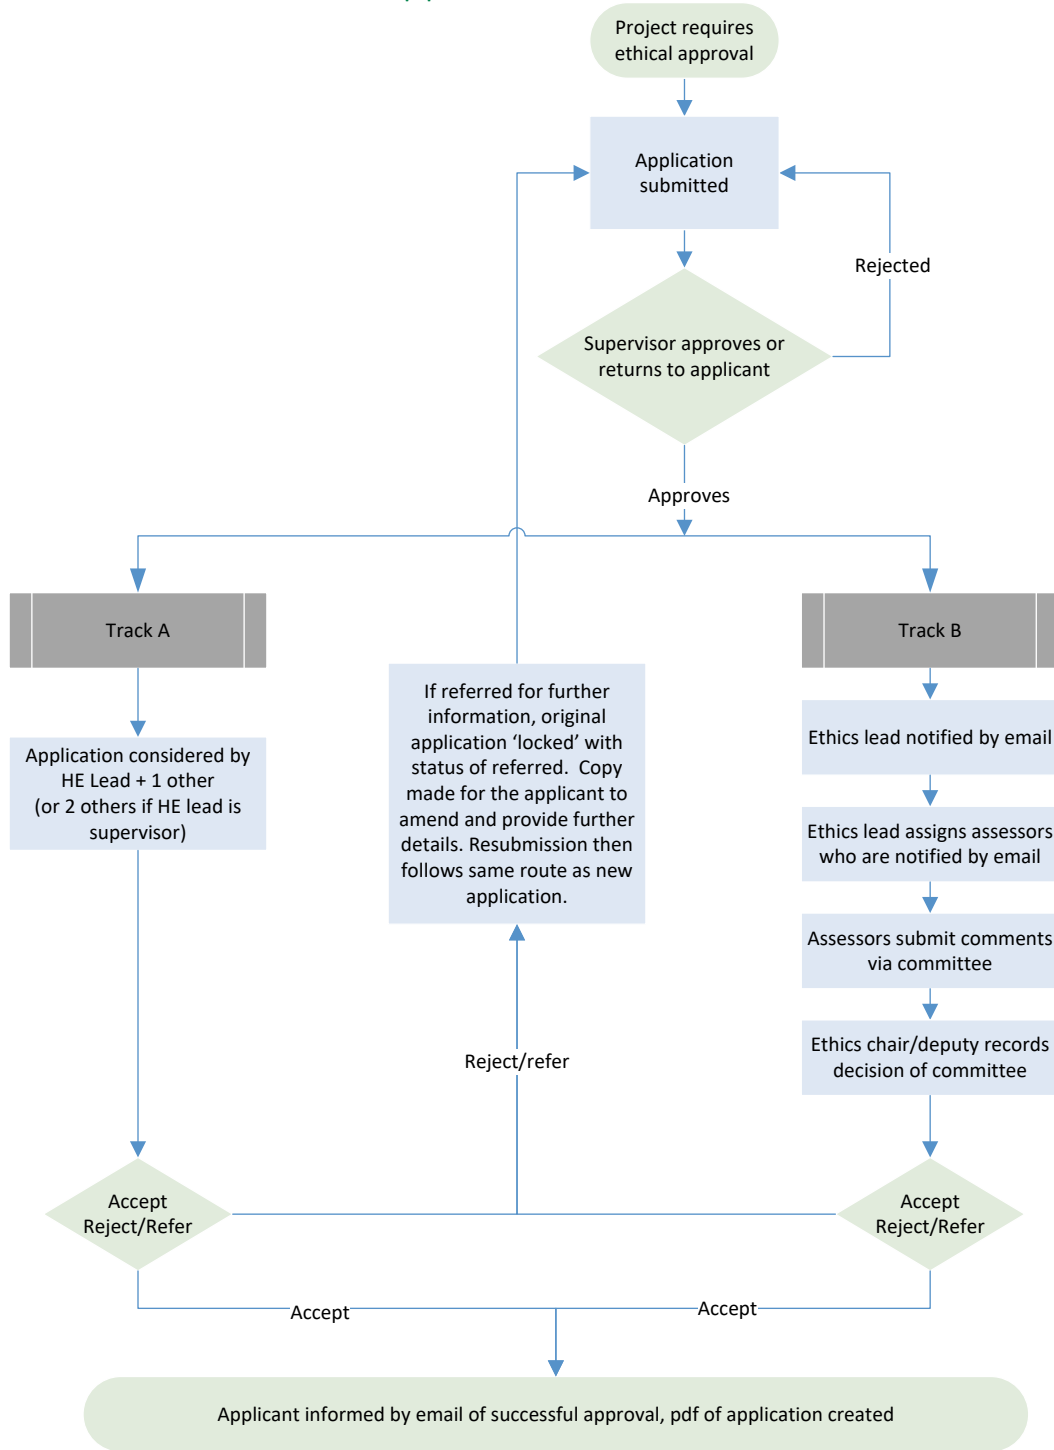 Project requires
ethical approval
Application
submitted
Rejected
Supervisor approves or
returns to applicant
Approves
Track A
Track B
If referred for further
information, original
application ‘locked’ with
status of referred.  Copy
made for the applicant to
amend and provide further
details. Resubmission then
follows same route as new
application.
Application considered by
HE Lead + 1 other
(or 2 others if HE lead is
supervisor)
Ethics lead notified by email
Ethics lead assigns assessors
who are notified by email
Assessors submit comments
via committee
Ethics chair/deputy records
decision of committee
Reject/refer
Accept
Reject/Refer
Accept
Reject/Refer
Accept
Accept
Applicant informed by email of successful approval, pdf of application created